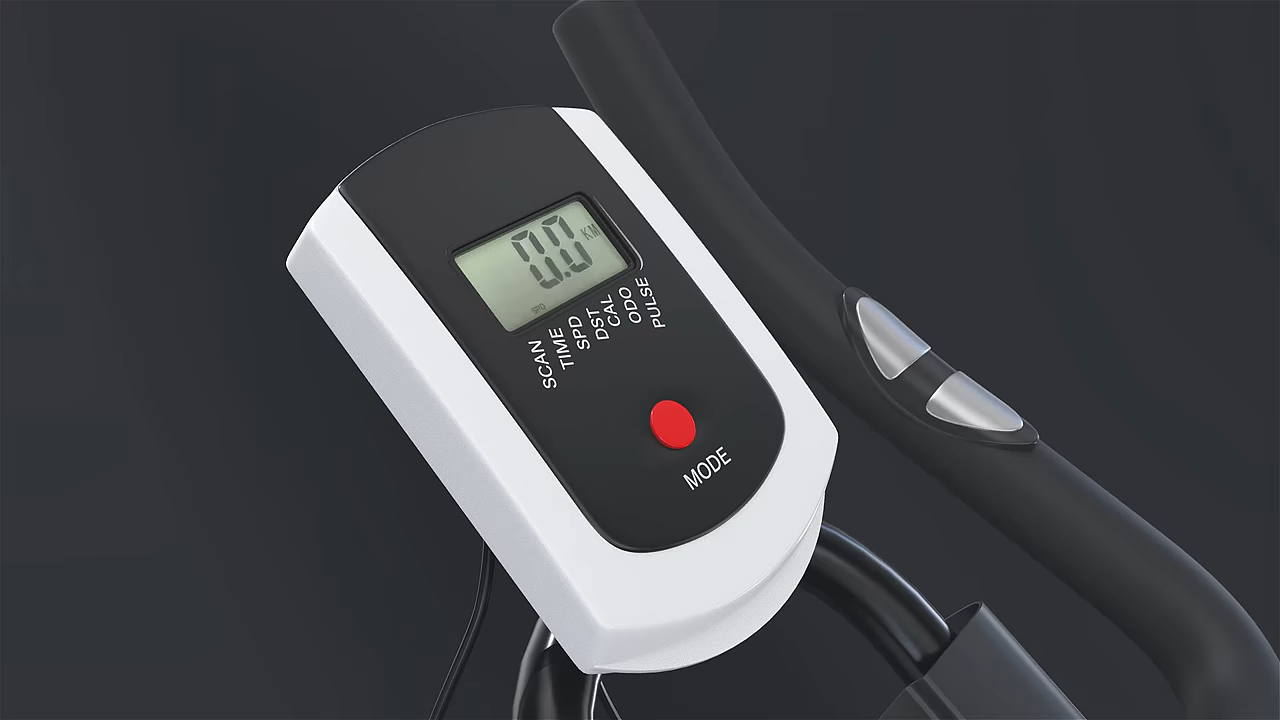 0.0 KM
SPD
SCAN
TIME
SPD
DST
CAL
ODO
PULSE
MODE